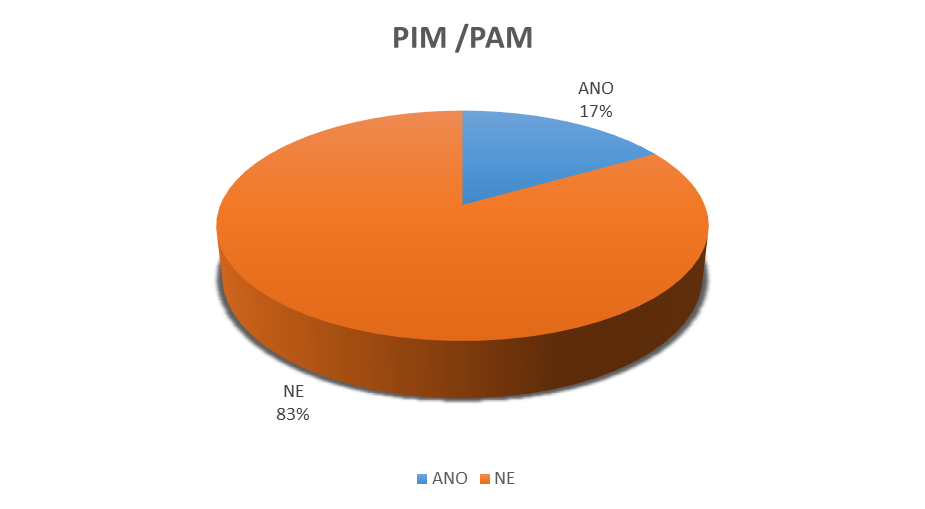 PIM /PAM
ANO
17%
NE
83%
ANO NE